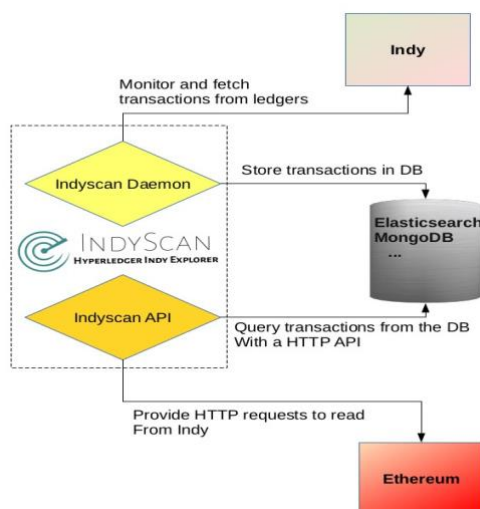 Indy
Monitor and fetch
transactions from ledgers
Indyscan Daemon
Store transactions in DB
Elasticsearch
MongoDB
...
INDYSCAN
HYPERLEDGER INDY EXPLORER
Indyscan API
Query transactions from the DB
With a HTTP API
Provide HTTP requests to read
From Indy
Ethereum